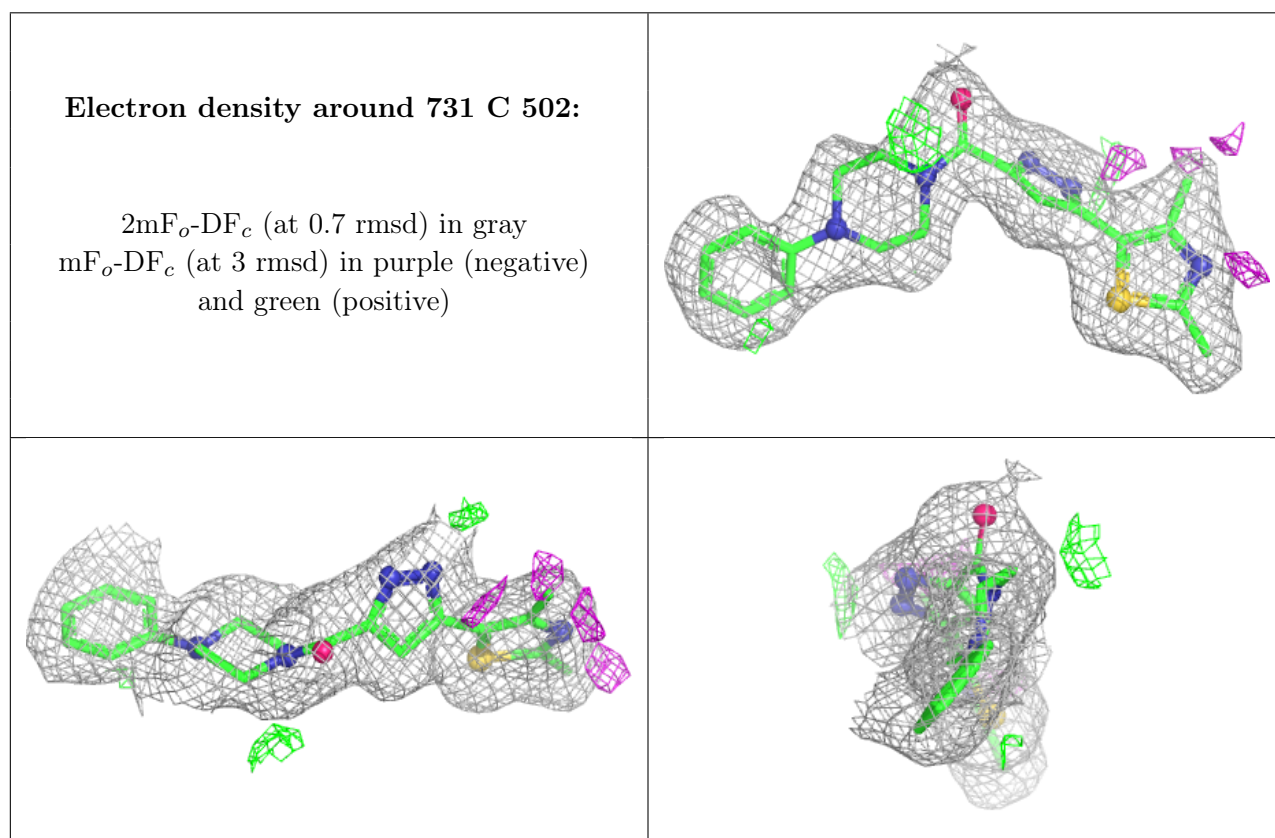 Electron density around 731 C 502:
2mFo-DFc (at 0.7 rmsd) in gray
mFo-DFc (at 3 rmsd) in purple (negative)
and green (positive)